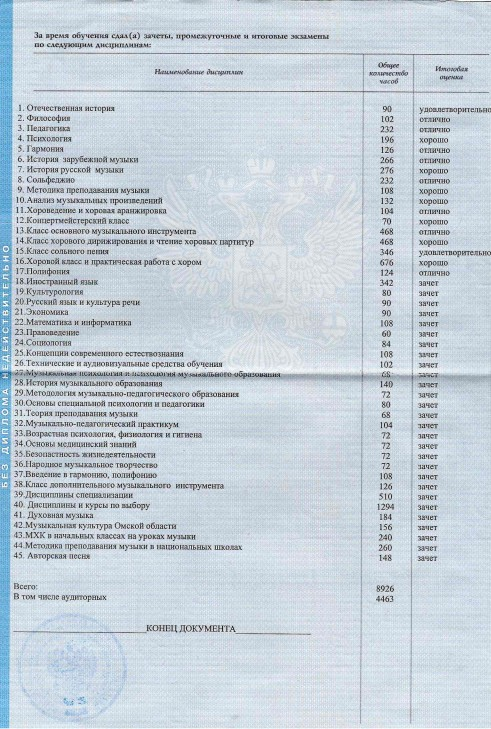 За время обучения сдал(а) зачеты, промежуточные и итоговые экзамены
по следующим дисциплинам:
Наименование дисциплин Общее количество часов Итоговая оценка
1. Отечественная история 90 удовлетворительно
2. Философия 102 отлично
3. Педагогика 232 отлично
4. Психология 196 хорошо
5. Гармония 126 отлично
6. История зарубежной музыки 266 отлично
7. История русской музыки 276 хорошо
8. Сольфеджио 232 отлично
9. Методика преподавания музыки 108 хорошо
10.Анализ музыкальных произведений 132 хорошо
11.Хороведение и хоровая аранжировка 104 отлично
12.Концертмейстерский класс 70 хорошо
13.Класс основного музыкального инструмента 468 отлично
14.Класс хорового дирижирования и чтение хоровых партитур 468 хорошо
15.Класс сольного пения 346 удовлетворительно
16.Хоровой класс и практическая работа с хором 676 хорошо
17.Полифония 124 отлично
18.Иностранный язык 342 зачет
19.Культурология 80 зачет
20.Русский язык и культура речи 90 зачет
21.Экономика 90 зачет
22.Математика и информатика 108 зачет
23.Правоведение 60 зачет
24.Социология 84 зачет
25.Концепции современного естествознания 108 зачет
26.Технические и аудиовизуальные средства обучения 102 зачет
27.Музыкальная психология и психология музыкального образования 68 зачет
28.История музыкального образования 140 зачет
29.Методология музыкально-педагогического образования 72 зачет
30.Основы специальной психологии и педагогики 80 зачет
31.Теория преподавания музыки 68 зачет
32.Музыкально-педагогический практикум 104 зачет
33.Возрастная психология, физиология и гигиена 72 зачет
34.Основы медицинский знаний 72 зачет
35.Безопастность жизнедеятельности 72 зачет
36.Народное музыкальное творчество 72 зачет
37.Введение в гармонию, полифонию 108 зачет
38.Класс дополнительного музыкального инструмента 126 зачет
39.Дисциплины специализации 510 зачет
40. Дисциплины и курсы по выбору 1294 зачет
41. Духовная музыка 184 зачет
42.Музыкальная культура Омской области 156 зачет
43.МХК в начальных классах на уроках музыки 240 зачет
44.Методика преподавания музыки в национальных школах 260 зачет
45. Авторская песня 148 зачет
Всего: 8926
В том числе аудиторных 4463
КОНЕЦ ДОКУМЕНТА
БЕЗ ДИПЛОМА НЕДЕЙСТВИТЕЛЬНО